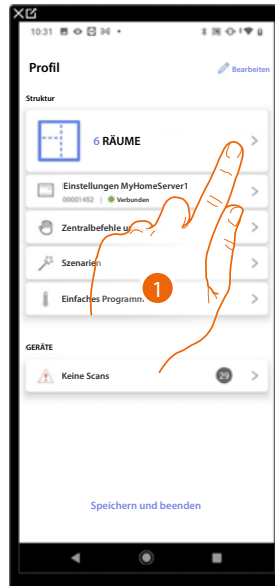 10:31
Profil
Bearbeiten
Struktur
6 RÄUME
Einstellungen MyHomeServer1
00001452 | Verbunden
Zentralbefehle u
Szenarien
Einfaches Programm
1
GERÄTE
Keine Scans
29
Speichern und beenden